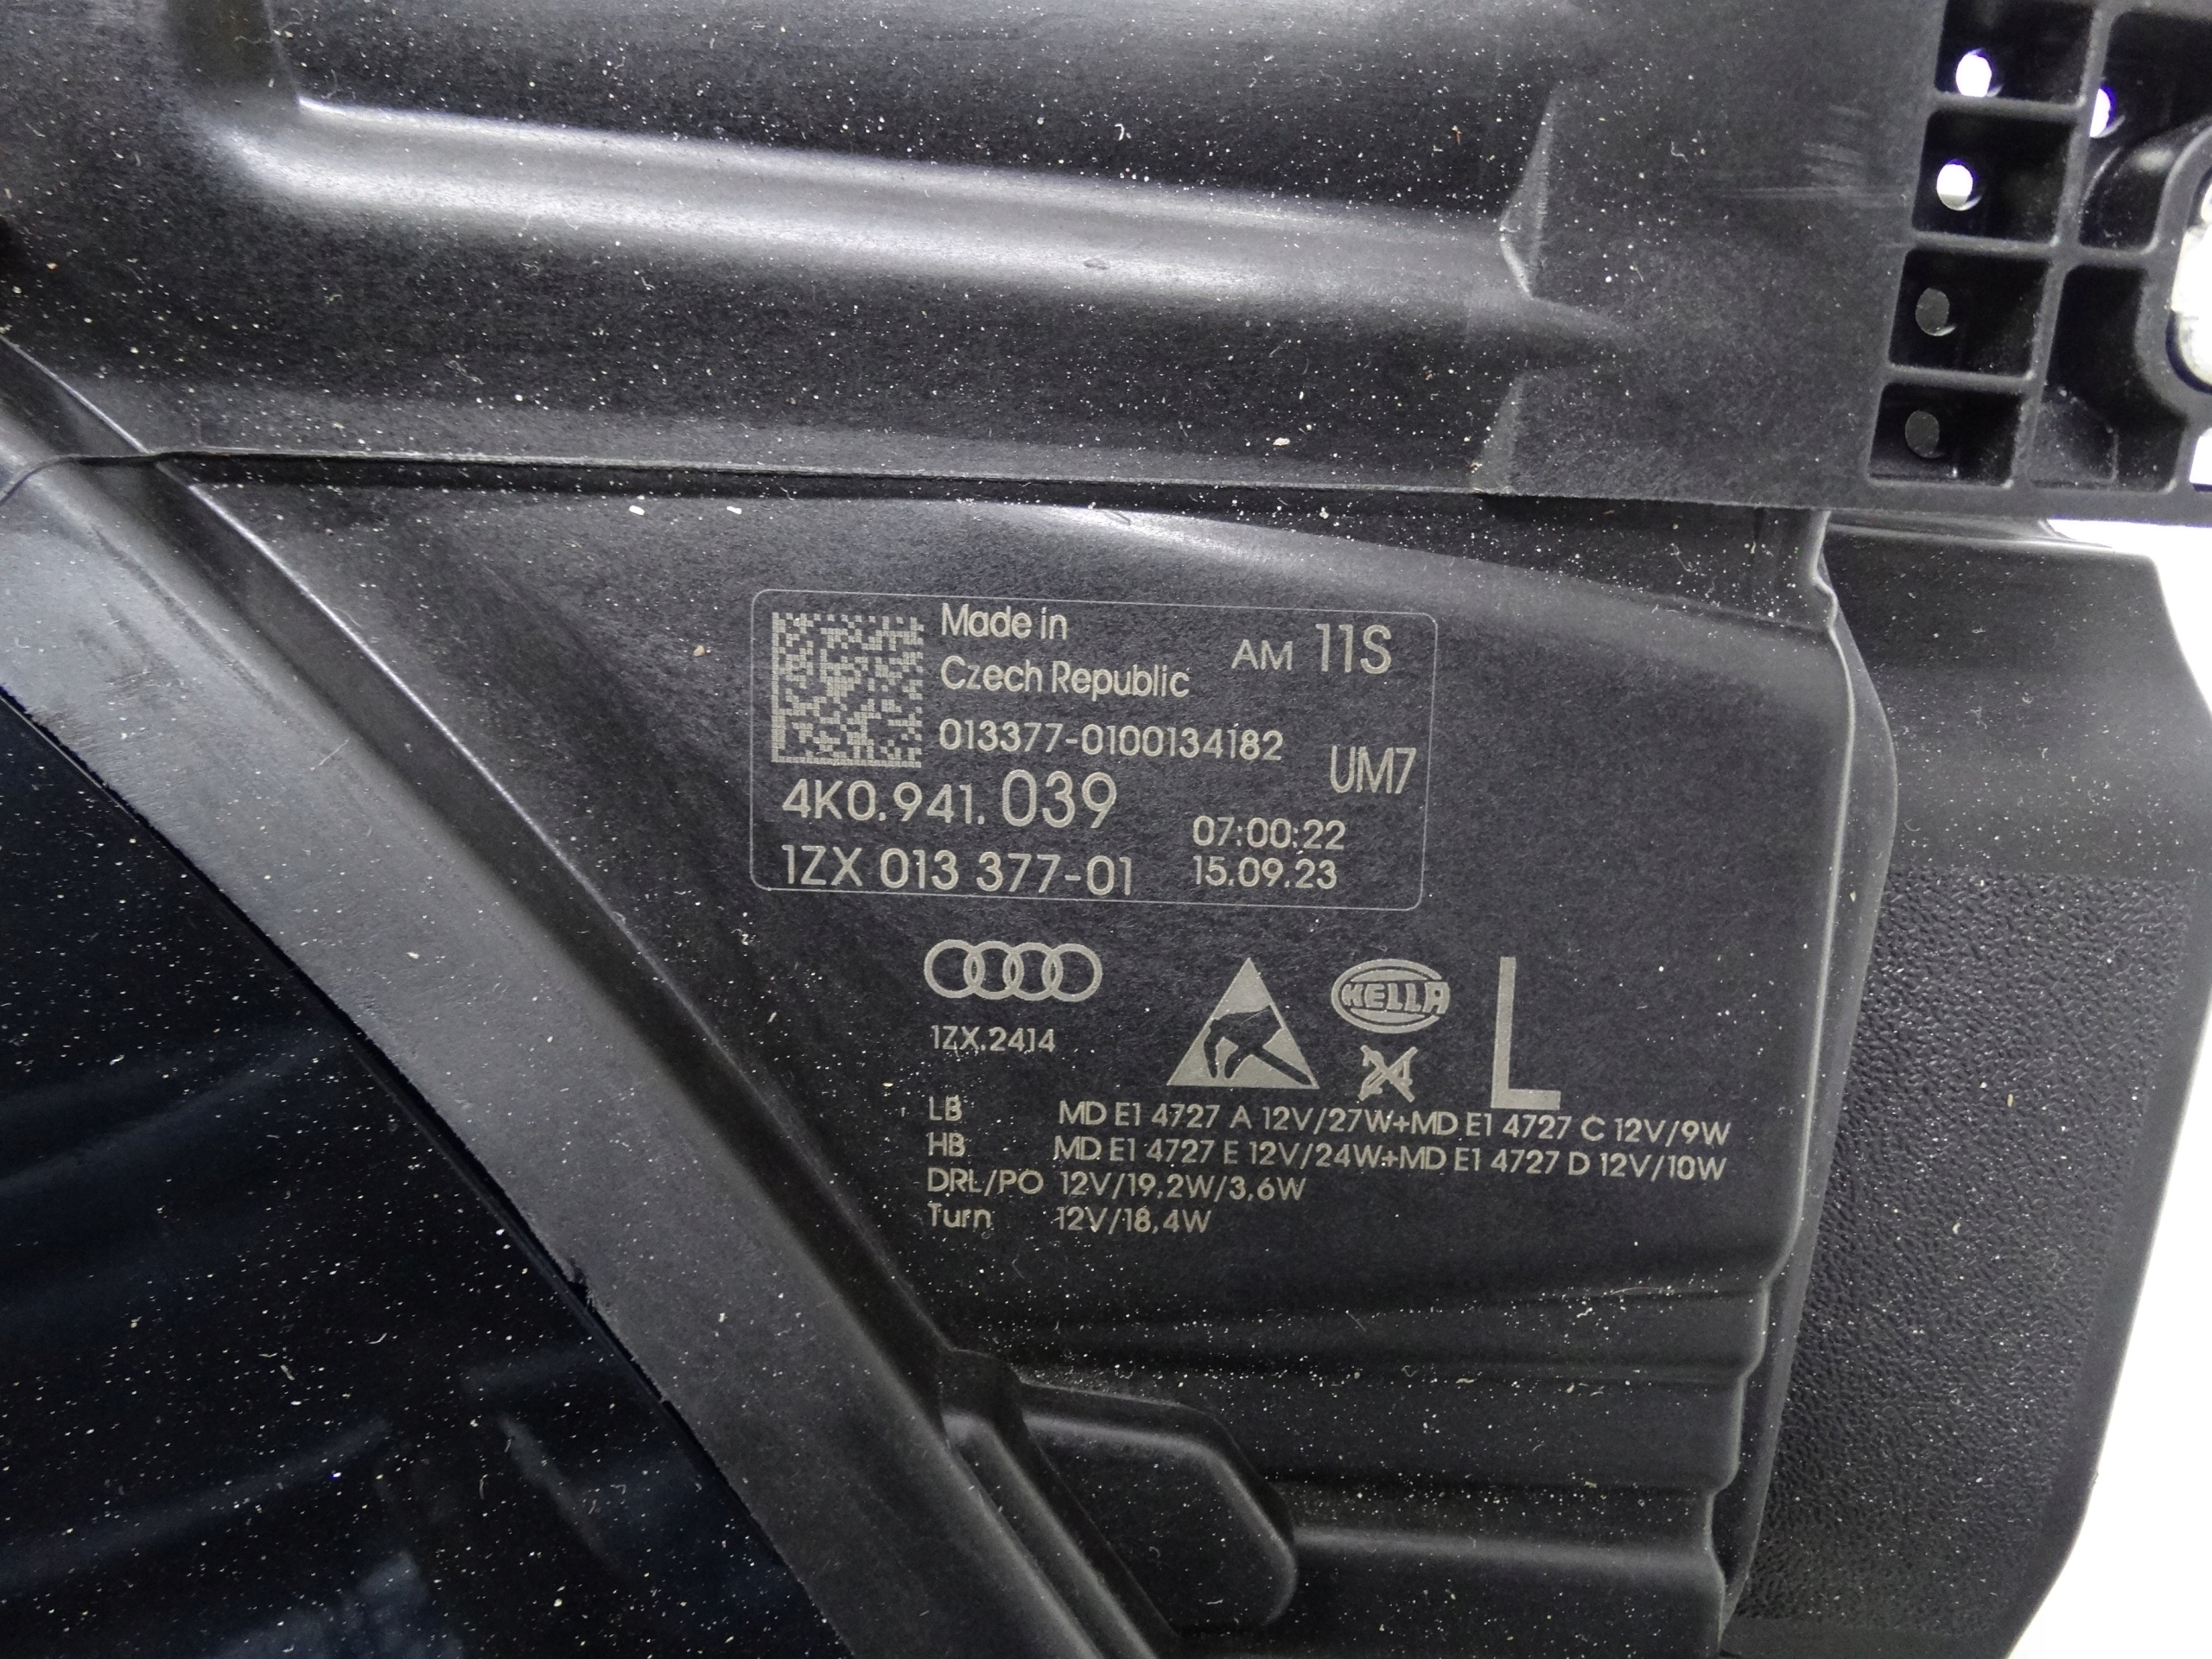 Made in
Czech Republic
AM 11S
013377-0100134182
UM7
4K0.941.039
07:00:22
1ZX 013 377-01
15.09.23
HELLA
L
1ZX.2414
24
LB MD E1 4727 A 12V/27W+MD E1 4727 C 12V/9W
HB MD E1 4727 E 12V/24W+MD E1 4727 D 12V/10W
DRL/PO 12V/19,2W/3,6W
Turn 12V/18,4W